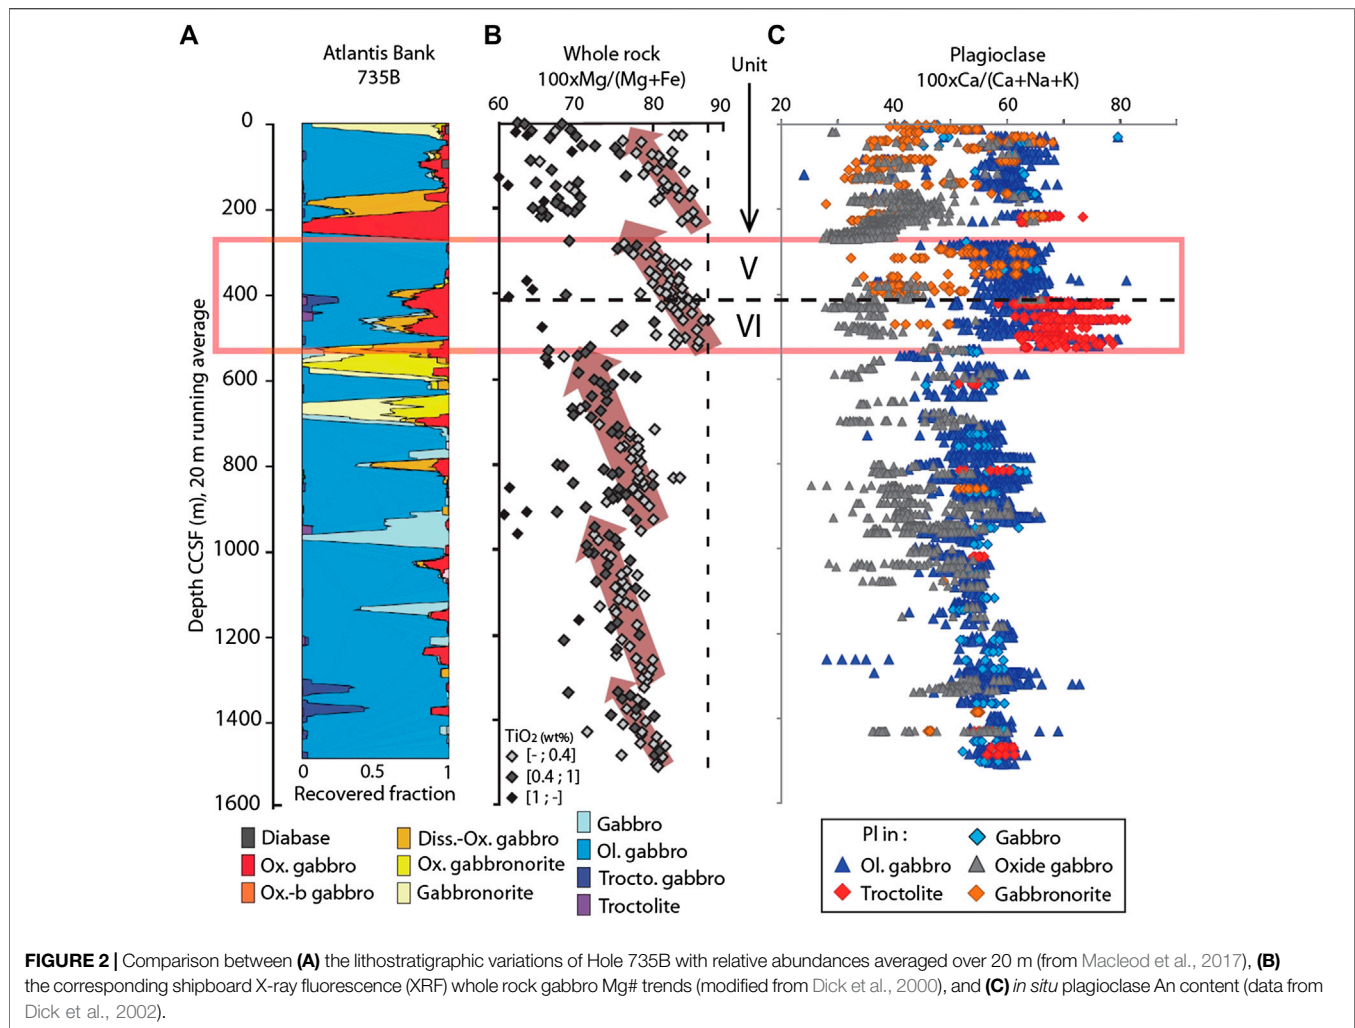 A
Atlantis Bank
735B
B
Whole rock
100xMg/(Mg+Fe)
60 70 80 90
Unit
C
Plagioclase
100xCa/(Ca+Na+K)
20 40 60 80
Depth CCSF (m), 20 m running average
0
200
400
600
800
1000
1200
1400
1600
V
VI
0 0.5 1
Recovered fraction
TiO2 (wt%)
[- ; 0.4]
[0.4 ; 1]
[1 ; -]
Diabase
Ox. gabbro
Ox.-b gabbro
Diss.-Ox. gabbro
Ox. gabbronorite
Gabbronorite
Gabbro
Ol. gabbro
Trocto. gabbro
Troctolite
Pl in :
Ol. gabbro
Troctolite
Gabbro
Oxide gabbro
Gabbronorite
FIGURE 2 | Comparison between (A) the lithostratigraphic variations of Hole 735B with relative abundances averaged over 20 m (from Macleod et al., 2017), (B)
the corresponding shipboard X-ray fluorescence (XRF) whole rock gabbro Mg# trends (modified from Dick et al., 2000), and (C) in situ plagioclase An content (data from
Dick et al., 2002).